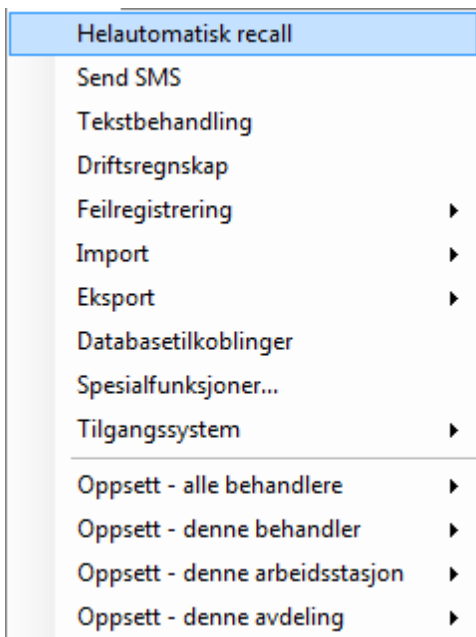 Helautomatisk recall
Send SMS
Tekstbehandling
Driftsregnskap
Feilregistrering
Import
Eksport
Databasetilkoblinger
Spesialfunksjoner...
Tilgangssystem
Oppsett - alle behandlere
Oppsett - denne behandler
Oppsett - denne arbeidsstasjon
Oppsett - denne avdeling